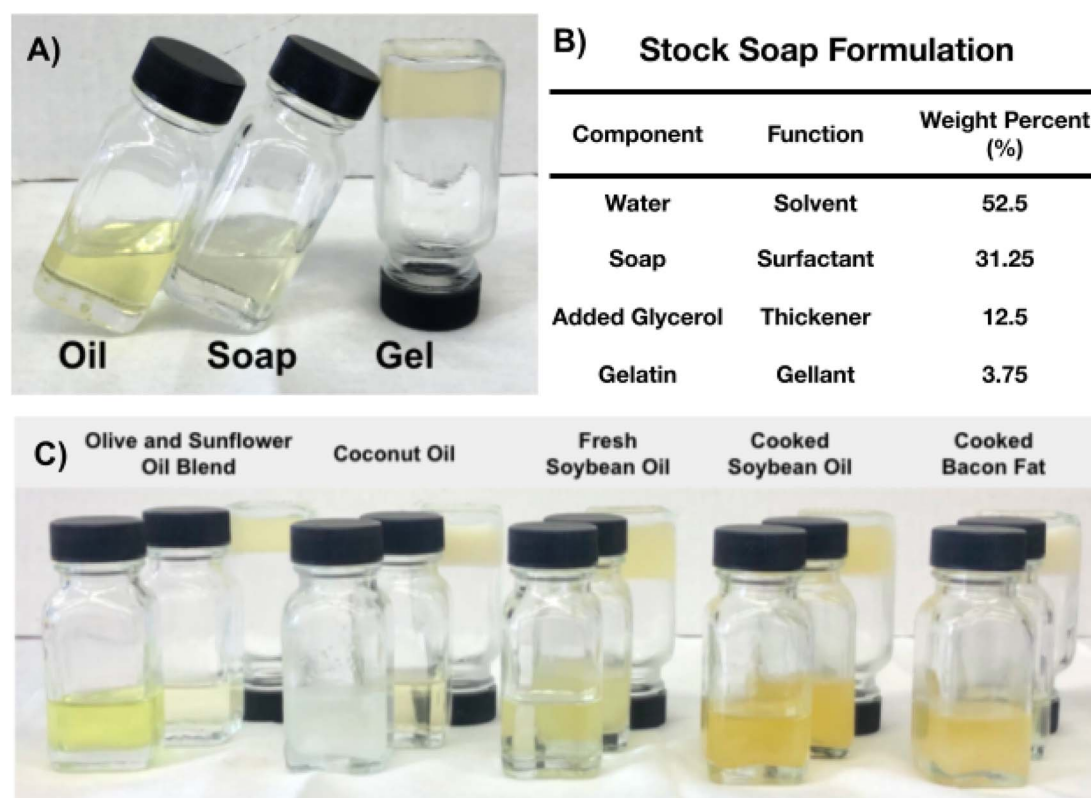 A)
Oil Soap Gel
B) Stock Soap Formulation
Component Function Weight Percent (%)
Water Solvent 52.5
Soap Surfactant 31.25
Added Glycerol Thickener 12.5
Gelatin Gellant 3.75
C)
Olive and Sunflower
Oil Blend
Coconut Oil
Fresh
Soybean Oil
Cooked
Soybean Oil
Cooked
Bacon Fat